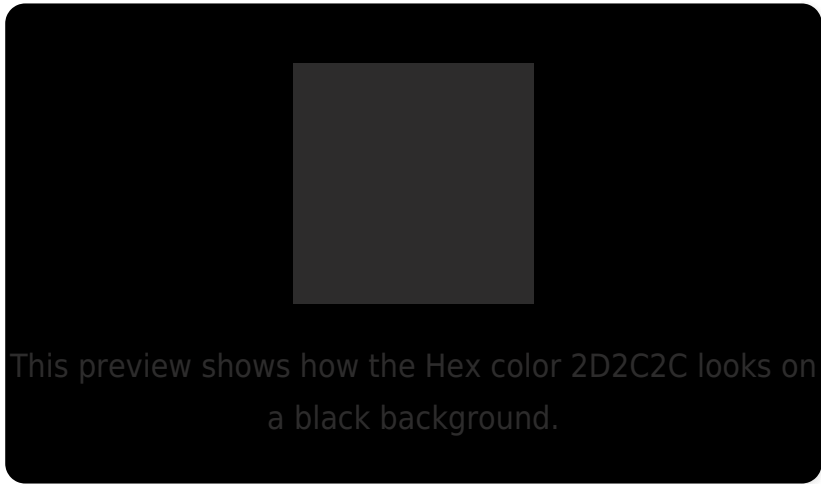 This preview shows how the Hex color 2D2C2C looks on
a black background.